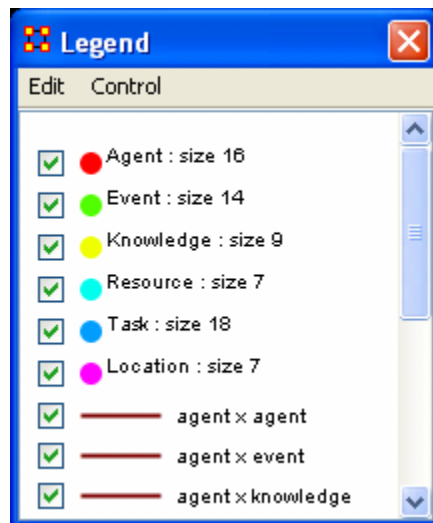 Legend
Edit Control
Agent : size 16
Event : size 14
Knowledge : size 9
Resource : size 7
Task : size 18
Location : size 7
agent x agent
agent x event
agent x knowledge